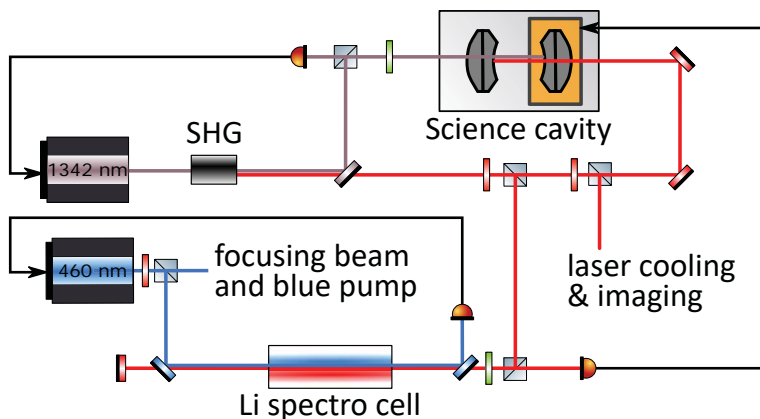 SHG
Science cavity
1342 nm
460 nm
focusing beam
and blue pump
laser cooling
& imaging
Li spectro cell